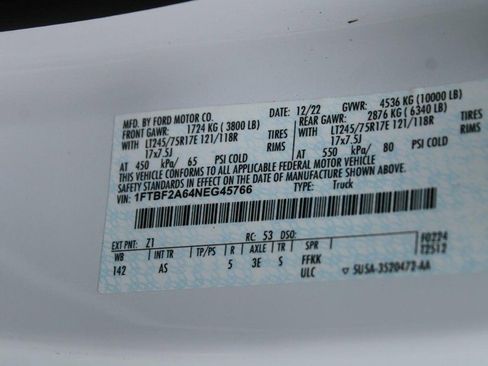 MFD. BY FORD MOTOR CO.
12/22 GVWR: 4536 KG (10000 LB)
FRONT GAWR: 1724 KG ( 3800 LB) REAR GAWR: 2876 KG ( 6340 LB)
WITH LT245/75R17E 121/118R TIRES WITH LT245/75R17E 121/118R TIRES
17x7.5J RIMS 17x7.5J RIMS
AT 450 kPa/ 65 PSI COLD AT 550 kPa/ 80 PSI COLD
THIS VEHICLE CONFORMS TO ALL APPLICABLE FEDERAL MOTOR VEHICLE
SAFETY STANDARDS IN EFFECT ON THE DATE OF MANUFACTURE SHOWN ABOVE.
VIN: 1FTBF2A64NEG45766 TYPE: Truck
EXT PNT: Z1 RC: 53 DSO: F0224
WB INT TR TP/PS R AXLE TR SPR T2512
142 AS 5 3E S FFKK
ULC ▽ SU5A-3520472-AA